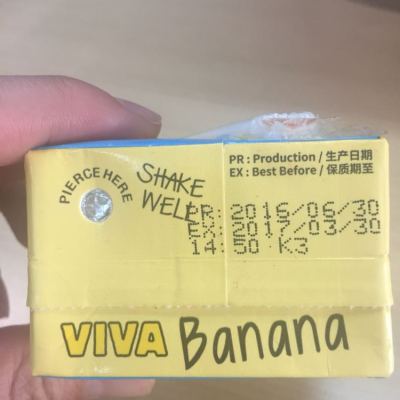 PIERCE HERE
SHAKE
WELL
PR : Production / 生产日期
EX : Best Before / 保质期至
PR: 2016/06/30
EX: 2017/03/30
14: 50 K3
VIVA Banana